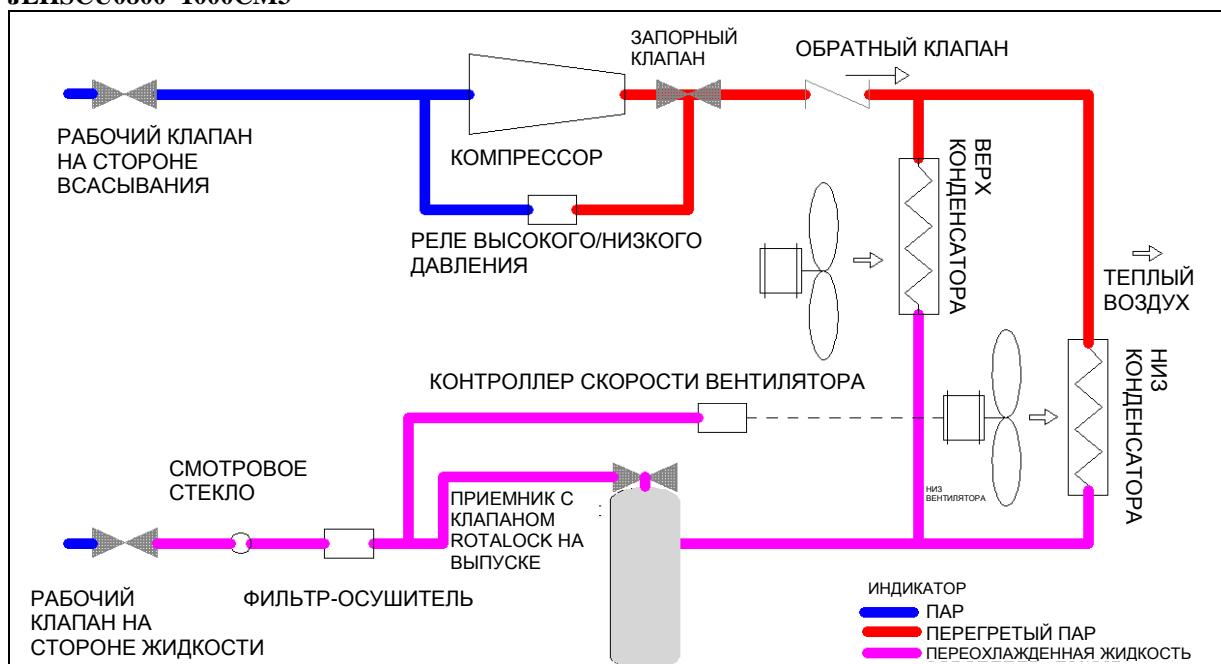 ЗАПОРНЫЙ
КЛАПАН
ОБРАТНЫЙ КЛАПАН
РАБОЧИЙ КЛАПАН
НА СТОРОНЕ
ВСАСЫВАНИЯ
КОМПРЕССОР
РЕЛЕ ВЫСОКОГО/НИЗКОГО
ДАВЛЕНИЯ
ВЕРХ
КОНДЕНСАТОРА
ТЕПЛЫЙ
ВОЗДУХ
НИЗ
КОНДЕНСАТОРА
КОНТРОЛЛЕР СКОРОСТИ ВЕНТИЛЯТОРА
СМОТРОВОЕ
СТЕКЛО
ПРИЕМНИК С
КЛАПАНОМ
ROTALOCK НА
ВЫПУСКЕ
НИЗ
ВЕНТИЛЯТОРА
РАБОЧИЙ
КЛАПАН НА
СТОРОНЕ ЖИДКОСТИ
ФИЛЬТР-ОСУШИТЕЛЬ
ИНДИКАТОР
ПАР
ПЕРЕГРЕТЫЙ ПАР
ПЕРЕОХЛАЖДЕННАЯ ЖИДКОСТЬ